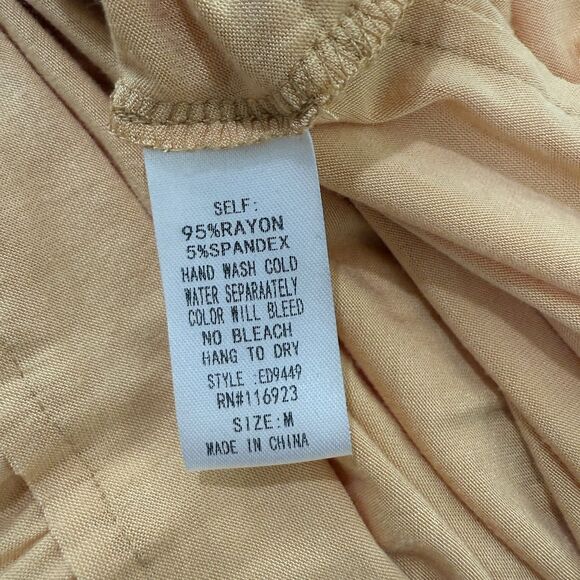 SELF:
95%RAYON
5%SPANDEX
HAND WASH COLD
WATER SEPARAATELY
COLOR WILL BLEED
NO BLEACH
HANG TO DRY
STYLE :ED9449
RN#116923
SIZE:M
MADE IN CHINA